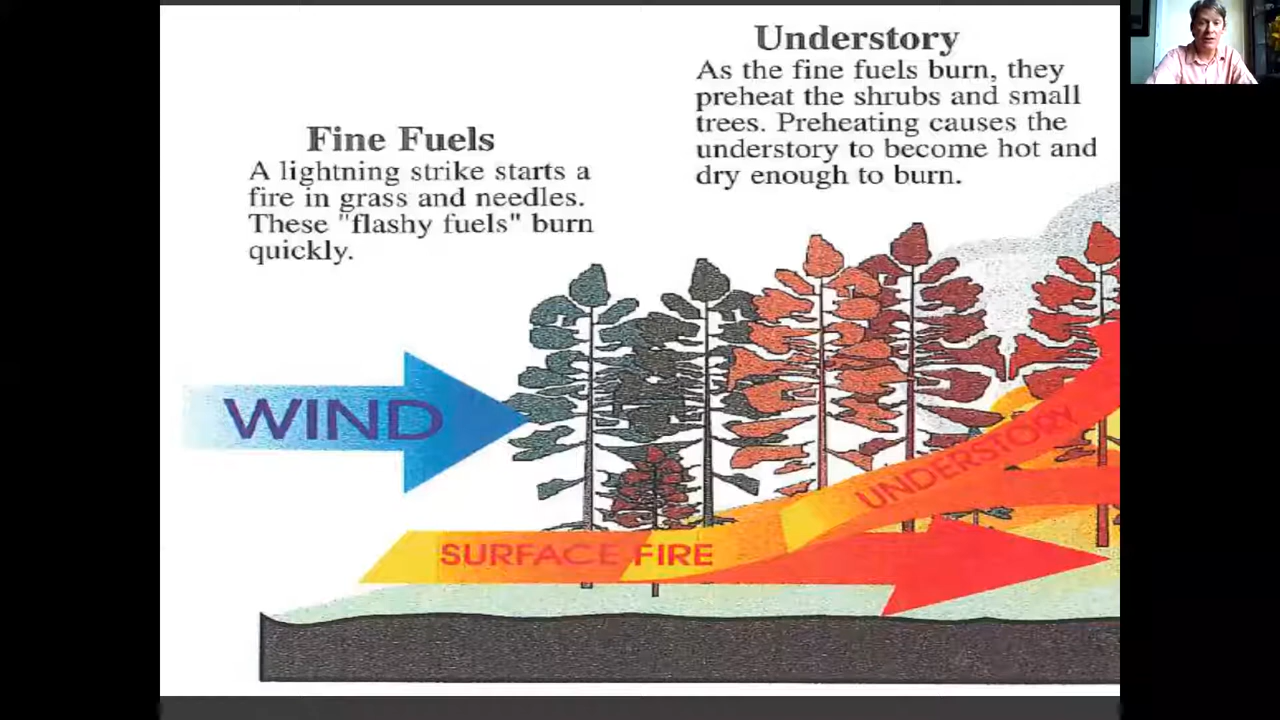 Fine Fuels
A lightning strike starts a
fire in grass and needles.
These "flashy fuels" burn
quickly.
Understory
As the fine fuels burn, they
preheat the shrubs and small
trees. Preheating causes the
understory to become hot and
dry enough to burn.
WIND
UNDERSTORY
SURFACE FIRE